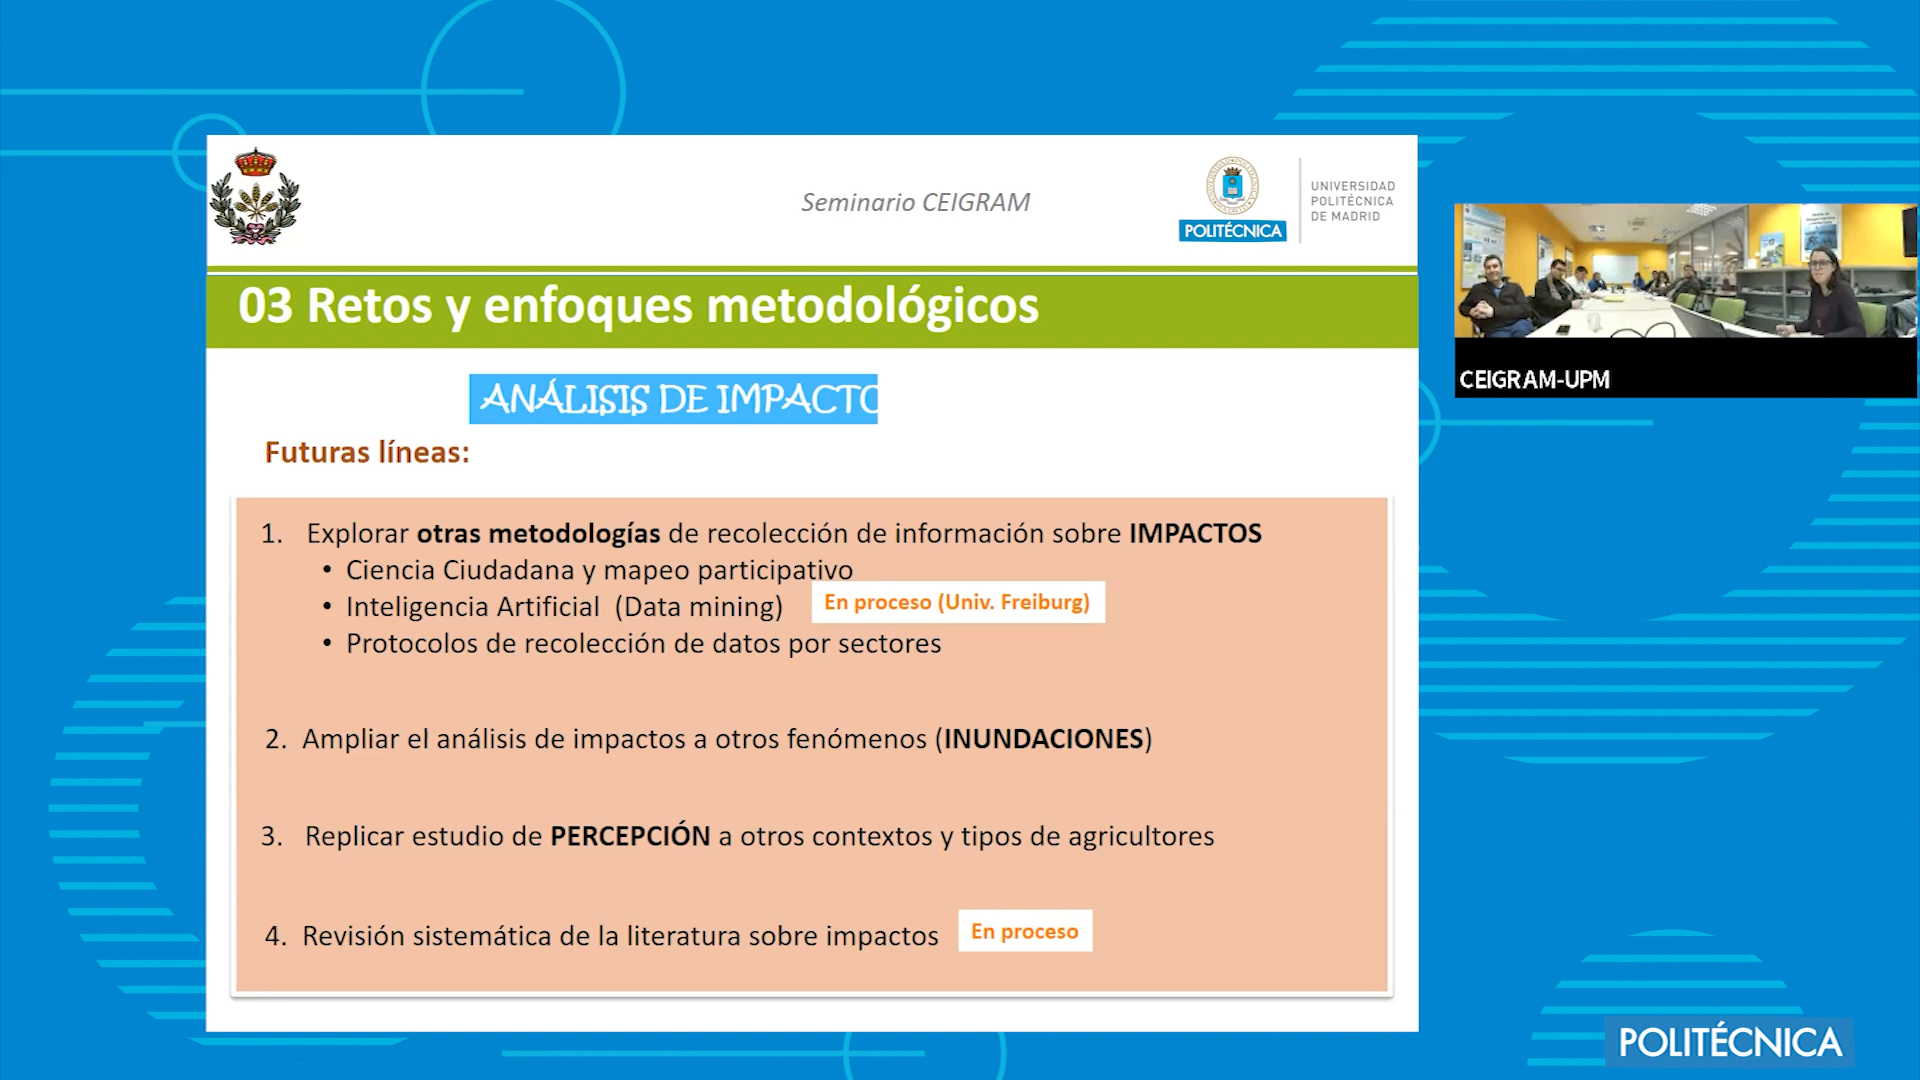 Seminario CEIGRAM
POLITÉCNICA
UNIVERSIDAD
POLITÉCNICA
DE MADRID
03 Retos y enfoques metodológicos
ANÁLISIS DE IMPACTO
Futuras líneas:
1. Explorar otras metodologías de recolección de información sobre IMPACTOS
• Ciencia Ciudadana y mapeo participativo
• Inteligencia Artificial (Data mining) En proceso (Univ. Freiburg)
• Protocolos de recolección de datos por sectores
2. Ampliar el análisis de impactos a otros fenómenos (INUNDACIONES)
3. Replicar estudio de PERCEPCIÓN a otros contextos y tipos de agricultores
4. Revisión sistemática de la literatura sobre impactos En proceso
CEIGRAM-UPM
POLITÉCNICA